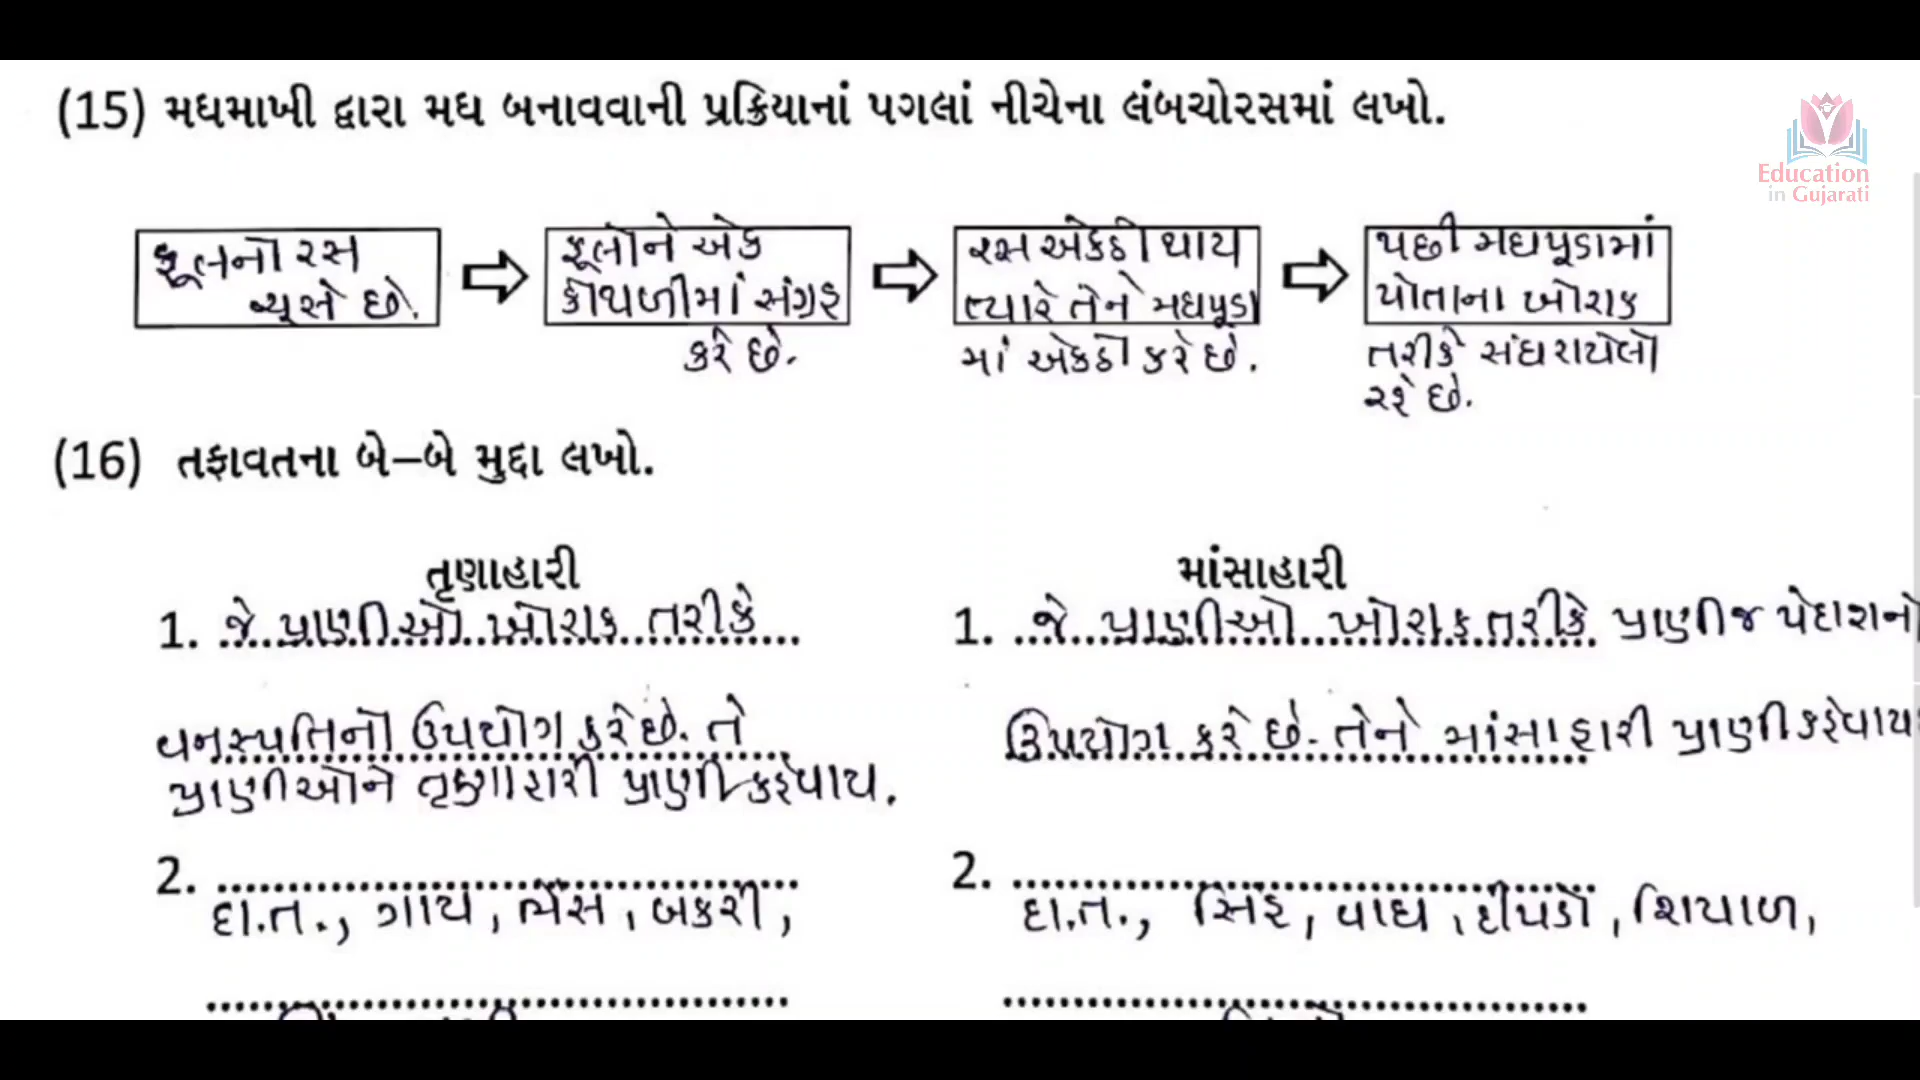 (15) મધમાખી દ્વારા મધ બનાવવાની પ્રક્રિયાનાં પગલાં નીચેના લંબચોરસમાં લખો.
Education
in Gujarati
ફૂલનો રસ
ચૂસે છે.
ફૂલોને એક
કોથળીમાં સંગ્રહ
કરે છે.
રસ એકઠો થાય
ત્યારે તેને મધપૂડા
માં એકઠો કરે છે.
પછી મધપૂડામાં
પોતાના ખોરાક
તરીકે સંઘરાયેલો
રહે છે.
(16) તફાવતના બે–બે મુદ્દા લખો.
તૃણાહારી
1. જે પ્રાણીઓ ખોરાક તરીકે
વનસ્પતિનો ઉપયોગ કરે છે. તે
પ્રાણીઓને તૃણાહારી પ્રાણી કહેવાય.
2.
દા.ત., ગાય, ભેંસ, બકરી,
માંસાહારી
1. જે પ્રાણીઓ ખોરાક તરીકે પ્રાણીજ પેદાશનો
ઉપયોગ કરે છે. તેને માંસાહારી પ્રાણી કહેવાય
2.
દા.ત., સિંહ, વાઘ, દીપડો, શિયાળ,